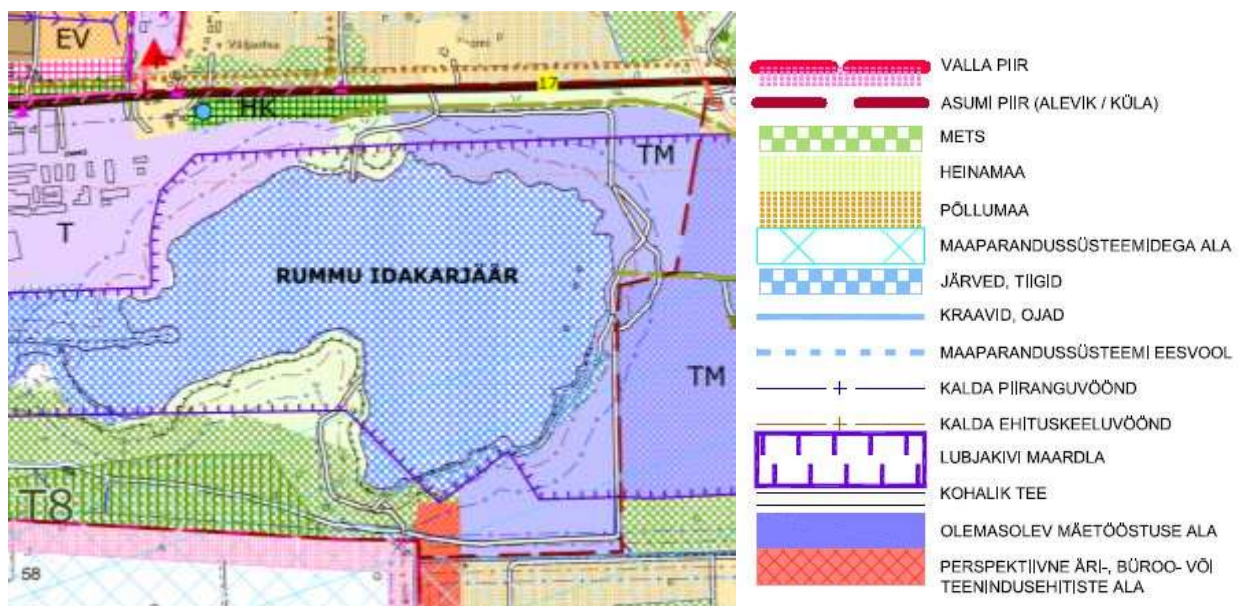 EV
Väljaotsa
17
HK
TM
T
RUMMU IDAKARJÄÄR
TM
T8
58
VALLA PIIR
ASUMI PIIR (ALEVIK / KÜLA)
METS
HEINAMAA
PÕLLUMAA
MAAPARANDUSSÜSTEEMIDEGA ALA
JÄRVED, TIIGID
KRAAVID, OJAD
MAAPARANDUSSÜSTEEMI EESVOOL
KALDA PIIRANGUVÖÖND
KALDA EHITUSKEELUVÖÖND
LUBJAKIVI MAARDLA
KOHALIK TEE
OLEMASOLEV MÄETÖÖSTUSE ALA
PERSPEKTIIVNE ÄRI-, BÜROO- VÕI
TEENINDUSEHITISTE ALA